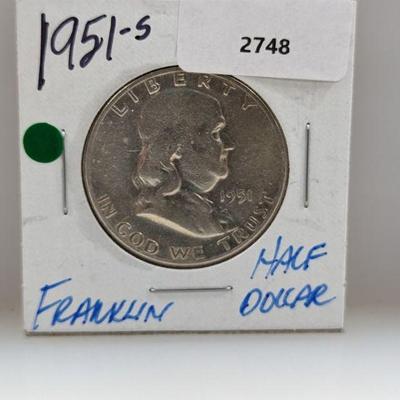 1951-S
2748
LIBERTY
1951
IN GOD WE TRUST
FRANKLIN
HALF
DOLLAR